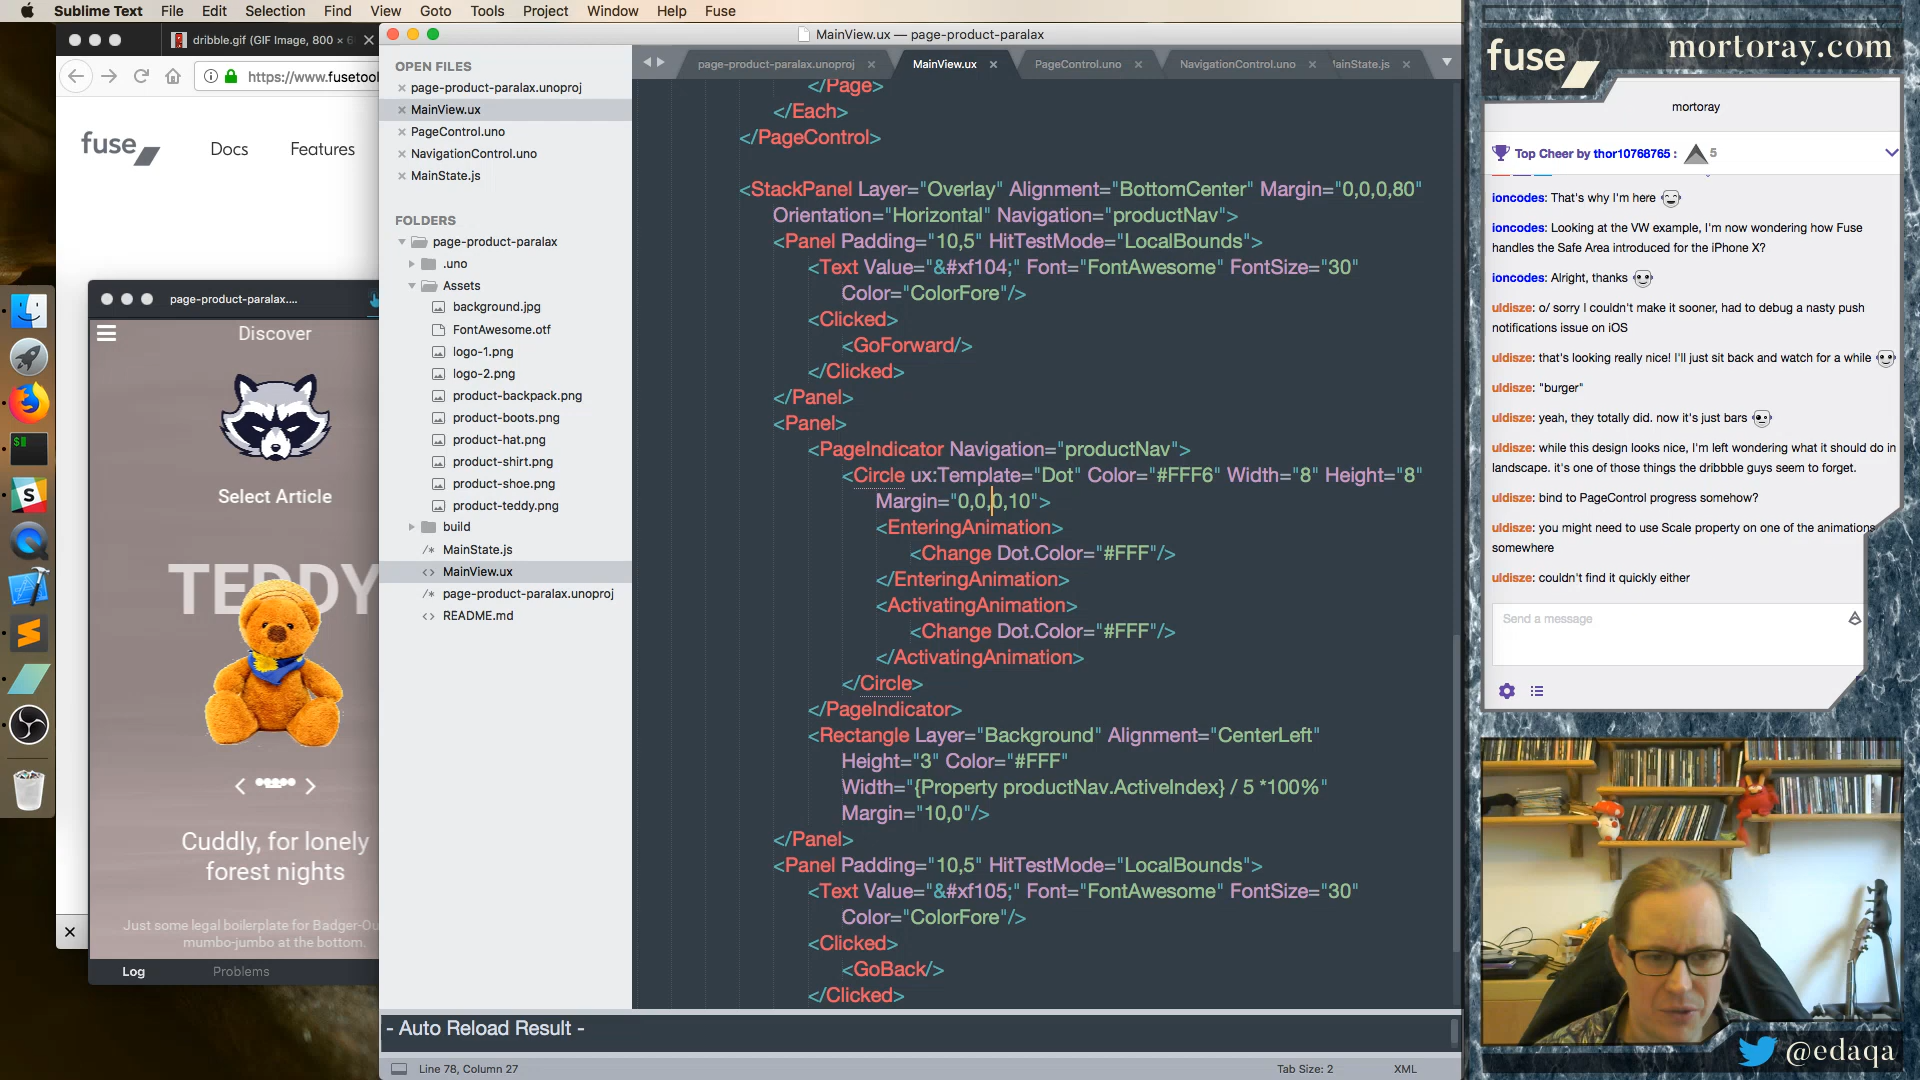 Sublime Text File Edit Selection Find View Goto Tools Project Window Help Fuse
dribble.gif (GIF Image, 800 × 6
https://www.fusetool
fuse Docs Features
page-product-paralax....
Discover
Select Article
TEDDY
Cuddly, for lonely
forest nights
Just some legal boilerplate for Badger-Ou
mumbo-jumbo at the bottom.
Log Problems
MainView.ux — page-product-paralax
OPEN FILES
page-product-paralax.unoproj
MainView.ux
PageControl.uno
NavigationControl.uno
MainState.js
FOLDERS
page-product-paralax
.uno
Assets
background.jpg
FontAwesome.otf
logo-1.png
logo-2.png
product-backpack.png
product-boots.png
product-hat.png
product-shirt.png
product-shoe.png
product-teddy.png
build
MainState.js
MainView.ux
page-product-paralax.unoproj
README.md
page-product-paralax.unoproj MainView.ux PageControl.uno NavigationControl.uno ainState.js
</Page>
</Each>
</PageControl>
<StackPanel Layer="Overlay" Alignment="BottomCenter" Margin="0,0,0,80"
Orientation="Horizontal" Navigation="productNav">
<Panel Padding="10,5" HitTestMode="LocalBounds">
<Text Value="&#xf104;" Font="FontAwesome" FontSize="30"
Color="ColorFore"/>
<Clicked>
<GoForward/>
</Clicked>
</Panel>
<Panel>
<PageIndicator Navigation="productNav">
<Circle ux:Template="Dot" Color="#FFF6" Width="8" Height="8"
Margin="0,0,0,10">
<EnteringAnimation>
<Change Dot.Color="#FFF"/>
</EnteringAnimation>
<ActivatingAnimation>
<Change Dot.Color="#FFF"/>
</ActivatingAnimation>
</Circle>
</PageIndicator>
<Rectangle Layer="Background" Alignment="CenterLeft"
Height="3" Color="#FFF"
Width="{Property productNav.ActiveIndex} / 5 *100%"
Margin="10,0"/>
</Panel>
<Panel Padding="10,5" HitTestMode="LocalBounds">
<Text Value="&#xf105;" Font="FontAwesome" FontSize="30"
Color="ColorFore"/>
<Clicked>
<GoBack/>
</Clicked>
- Auto Reload Result -
Line 78, Column 27 Tab Size: 2 XML
fuse mortoray.com
mortoray
Top Cheer by thor10768765 : 5
ioncodes: That's why I'm here
ioncodes: Looking at the VW example, I'm now wondering how Fuse
handles the Safe Area introduced for the iPhone X?
ioncodes: Alright, thanks
uldisze: o/ sorry I couldn't make it sooner, had to debug a nasty push
notifications issue on iOS
uldisze: that's looking really nice! I'll just sit back and watch for a while
uldisze: "burger"
uldisze: yeah, they totally did. now it's just bars
uldisze: while this design looks nice, I'm left wondering what it should do in
landscape. it's one of those things the dribbble guys seem to forget.
uldisze: bind to PageControl progress somehow?
uldisze: you might need to use Scale property on one of the animations
somewhere
uldisze: couldn't find it quickly either
Send a message
@edaqa